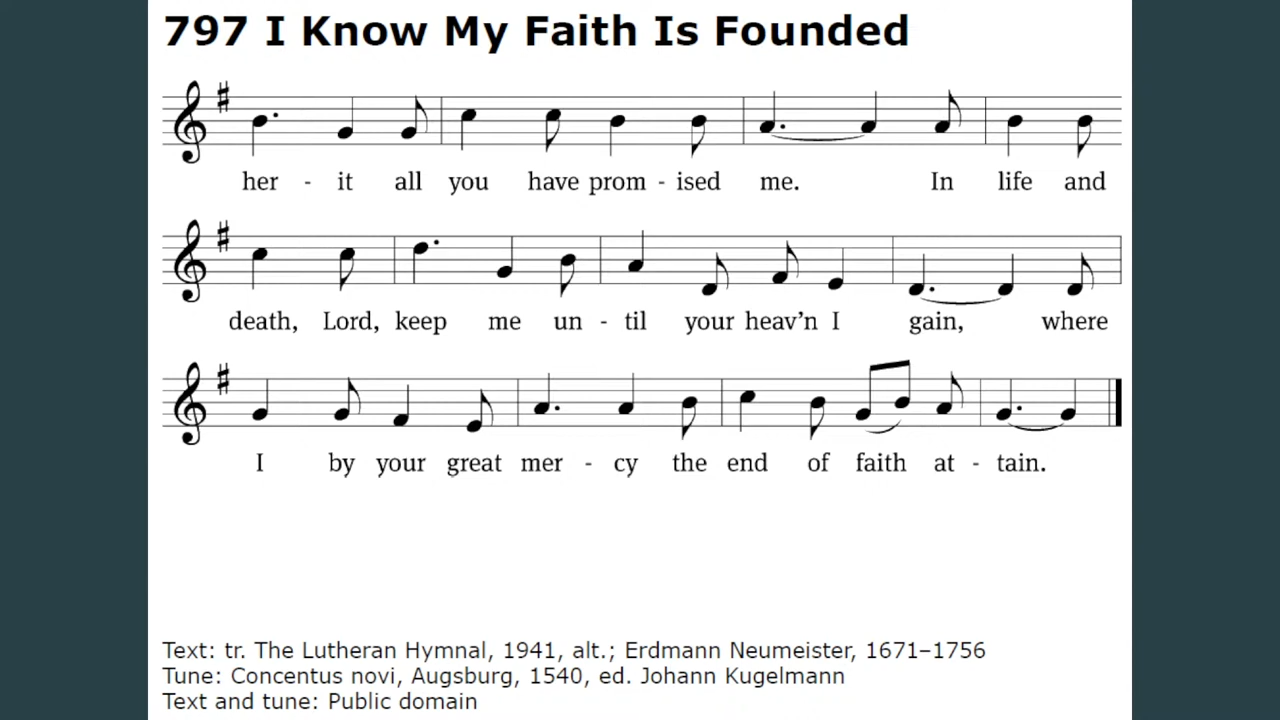 797 I Know My Faith Is Founded
her - it all you have prom - ised me. In life and
death, Lord, keep me un - til your heav’n I gain, where
I by your great mer - cy the end of faith at - tain.
Text: tr. The Lutheran Hymnal, 1941, alt.; Erdmann Neumeister, 1671–1756
Tune: Concentus novi, Augsburg, 1540, ed. Johann Kugelmann
Text and tune: Public domain